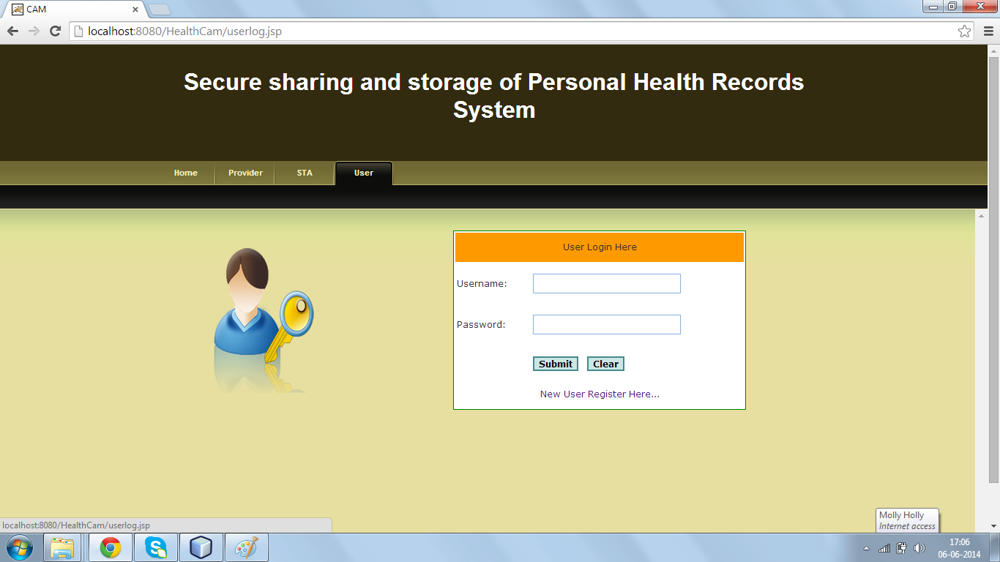 CAM
localhost:8080/HealthCam/userlog.jsp
Secure sharing and storage of Personal Health Records
System
Home Provider STA User
User Login Here
Username:
Password:
Submit Clear
New User Register Here...
localhost:8080/HealthCam/userlog.jsp
Molly Holly
Internet access
17:06
06-06-2014